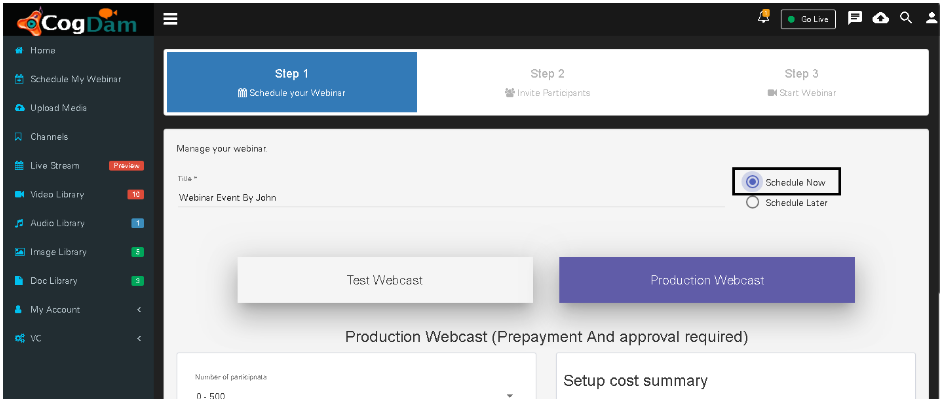 CogDam
Go Live
Home
Schedule My Webinar
Upload Media
Channels
Live Stream Preview
Video Library 10
Audio Library 1
Image Library 5
Doc Library 3
My Account
VC
Step 1
Schedule your Webinar
Step 2
Invite Participants
Step 3
Start Webinar
Manage your webinar.
Title *
Webinar Event By John
Schedule Now
Schedule Later
Test Webcast
Production Webcast
Production Webcast (Prepayment And approval required)
Number of participnats
0 - 500
Setup cost summary